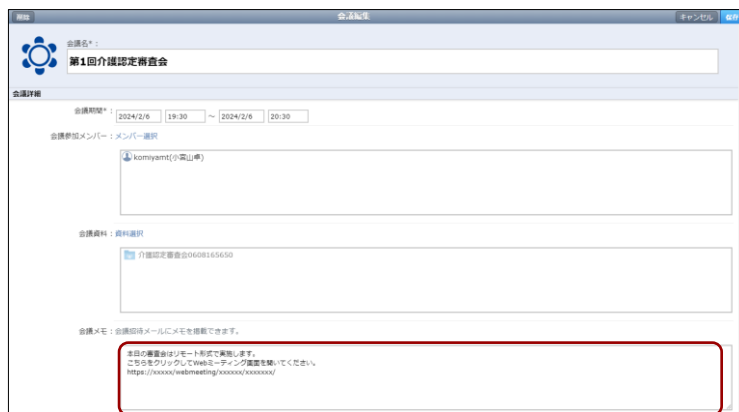 削除
会議編集
キャンセル
保存
会議名*：
第1回介護認定審査会
会議詳細
会議期間*：
2024/2/6
19:30
～
2024/2/6
20:30
会議参加メンバー：メンバー選択
komiyamt(小宮山卓)
会議資料：資料選択
介護認定審査会0608165650
会議メモ：会議招待メールにメモを搭載できます。
本日の審査会はリモート形式で実施します。
こちらをクリックしてWebミーティング画面を開いてください。
https://xxxxx/webmeeting/xxxxxx/xxxxxxx/